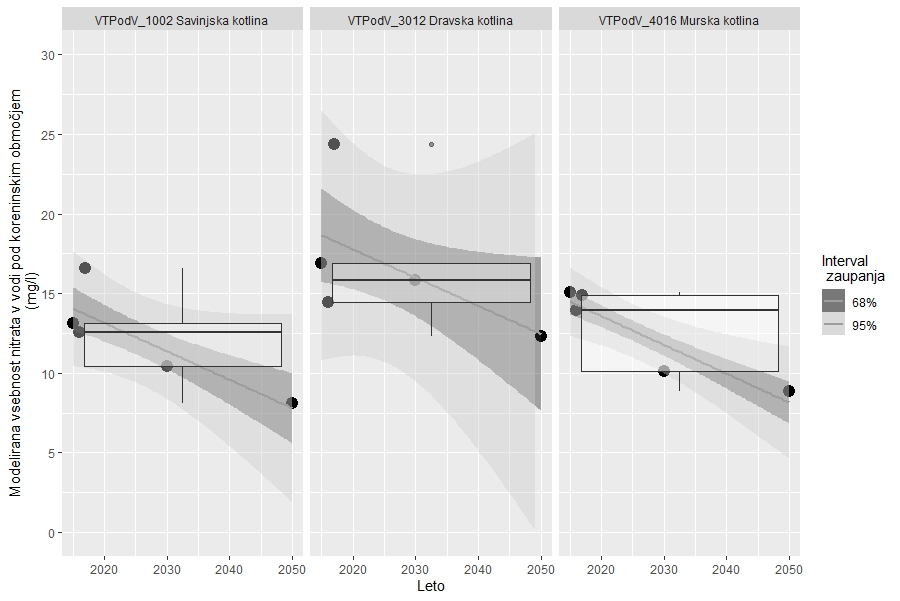 VTPodV_1002 Savinjska kotlina
VTPodV_3012 Dravska kotlina
VTPodV_4016 Murska kotlina
Modelirana vsebnost nitrata v vodi pod koreninskim območjem
(mg/l)
30
25
20
15
10
5
0
2020 2030 2040 2050
2020 2030 2040 2050
2020 2030 2040 2050
Leto
Interval
zaupanja
68%
95%